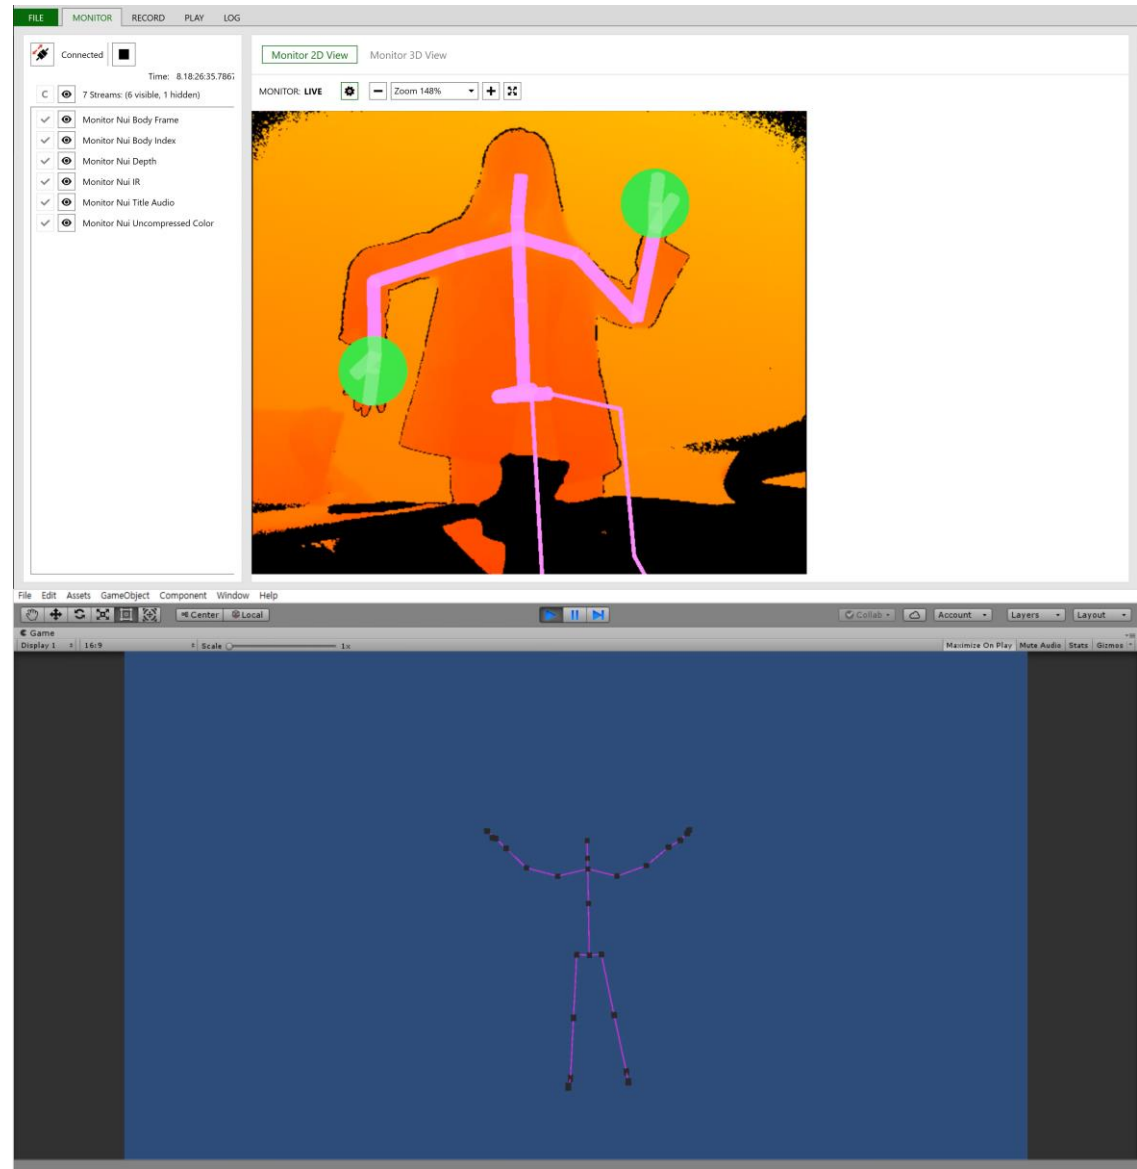 FILE MONITOR RECORD PLAY LOG
Connected
Monitor 2D View Monitor 3D View
Time: 8.18:26:35.786
C 7 Streams: (6 visible, 1 hidden)
MONITOR: LIVE Zoom 148%
Monitor Nui Body Frame
Monitor Nui Body Index
Monitor Nui Depth
Monitor Nui IR
Monitor Nui Title Audio
Monitor Nui Uncompressed Color
File Edit Assets GameObject Component Window Help
Center Local Collab Account Layers Layout
Game
Display 1 16:9 Scale 1x Maximize On Play Mute Audio Stats Gizmos